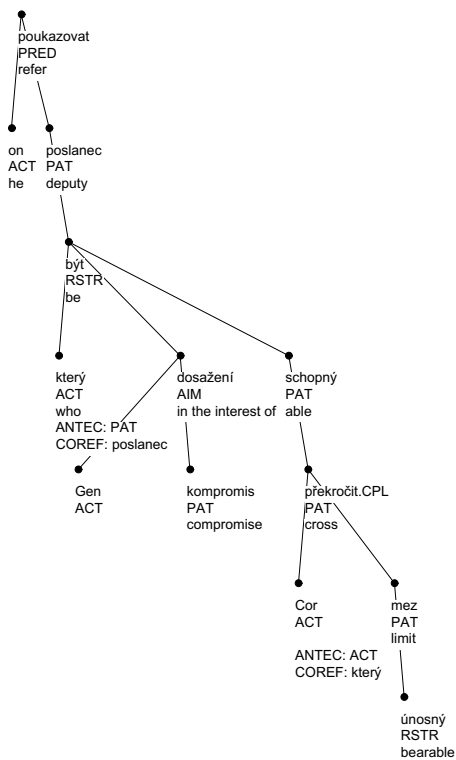 poukazovat
PRED
refer
on
ACT
he
poslanec
PAT
deputy
být
RSTR
be
který
ACT
who
ANTEC: PAT
COREF: poslanec
dosažení
AIM
in the interest of
schopný
PAT
able
Gen
ACT
kompromis
PAT
compromise
překročit.CPL
PAT
cross
Cor
ACT
ANTEC: ACT
COREF: který
mez
PAT
limit
únosný
RSTR
bearable